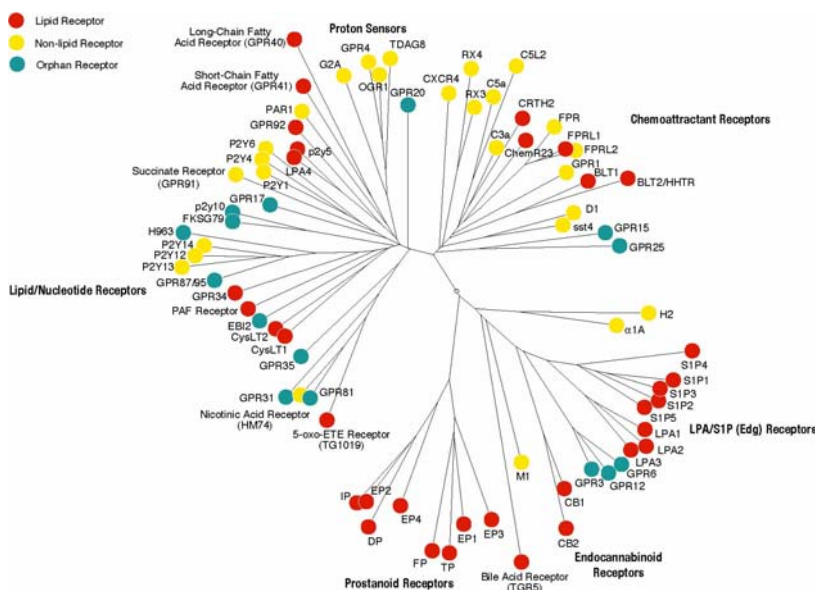 Lipid Receptor
Non-lipid Receptor
Orphan Receptor
Long-Chain Fatty
Acid Receptor (GPR40)
Short-Chain Fatty
Acid Receptor (GPR41)
Proton Sensors
G2A
GPR4
OGR1
TDAG8
GPR20
PAR1
GPR92
p2y5
LPA4
P2Y6
P2Y4
P2Y1
Succinate Receptor
(GPR91)
GPR17
p2y10
FKSG79
H963
P2Y14
P2Y12
P2Y13
GPR87/95
Lipid/Nucleotide Receptors
GPR34
PAF Receptor
EBI2
CysLT2
CysLT1
GPR35
GPR31
GPR81
Nicotinic Acid Receptor
(HM74)
5-oxo-ETE Receptor
(TG1019)
CXCR4
RX4
RX3
C5a
C5L2
CRTH2
C3a
ChemR23
FPR
FPRL1
FPRL2
GPR1
BLT1
BLT2/HHTR
Chemoattractant Receptors
D1
sst4
GPR15
GPR25
H2
α1A
S1P4
S1P1
S1P3
S1P2
S1P5
LPA/S1P (Edg) Receptors
LPA1
LPA2
LPA3
GPR6
GPR12
GPR3
M1
CB1
CB2
Endocannabinoid
Receptors
Bile Acid Receptor
(TGR5)
IP
EP2
DP
EP4
FP
TP
EP1
EP3
Prostanoid Receptors